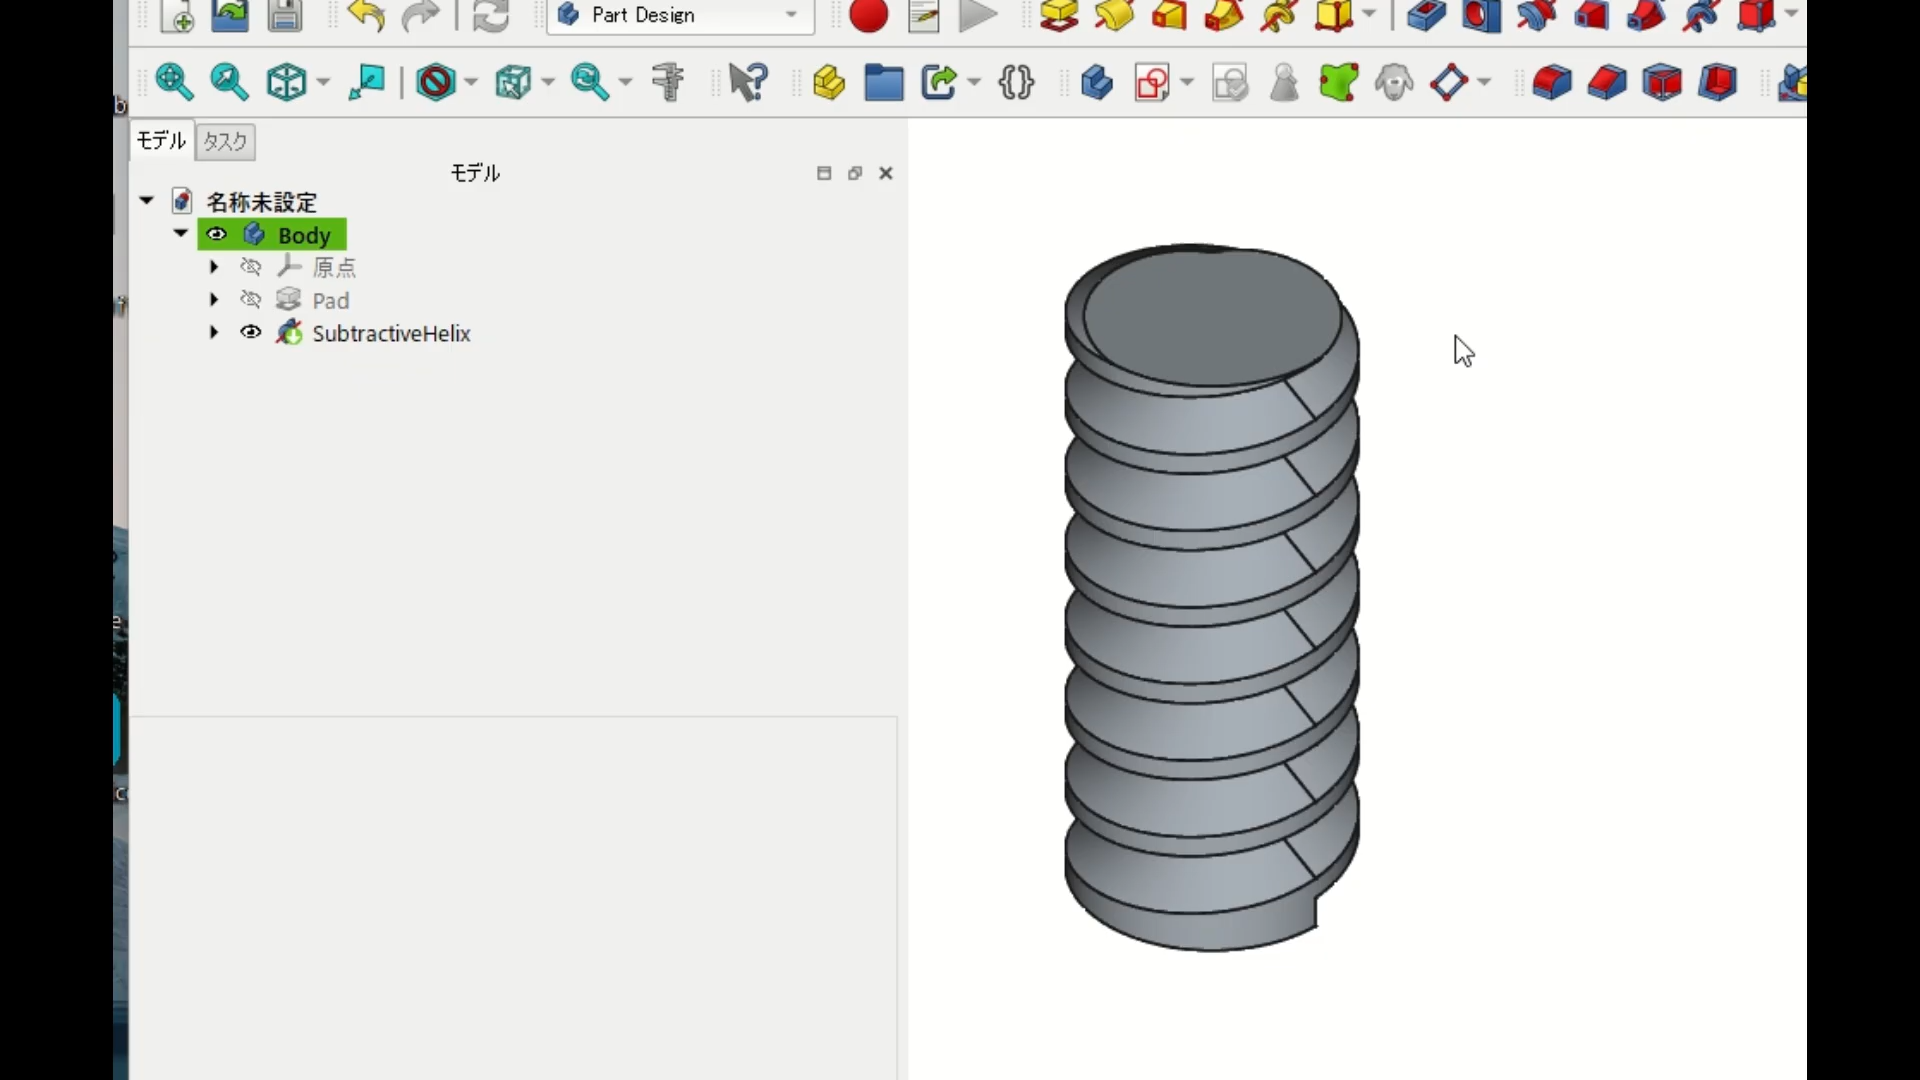 Part Design
モデル
タスク
モデル
名称未設定
Body
原点
Pad
SubtractiveHelix